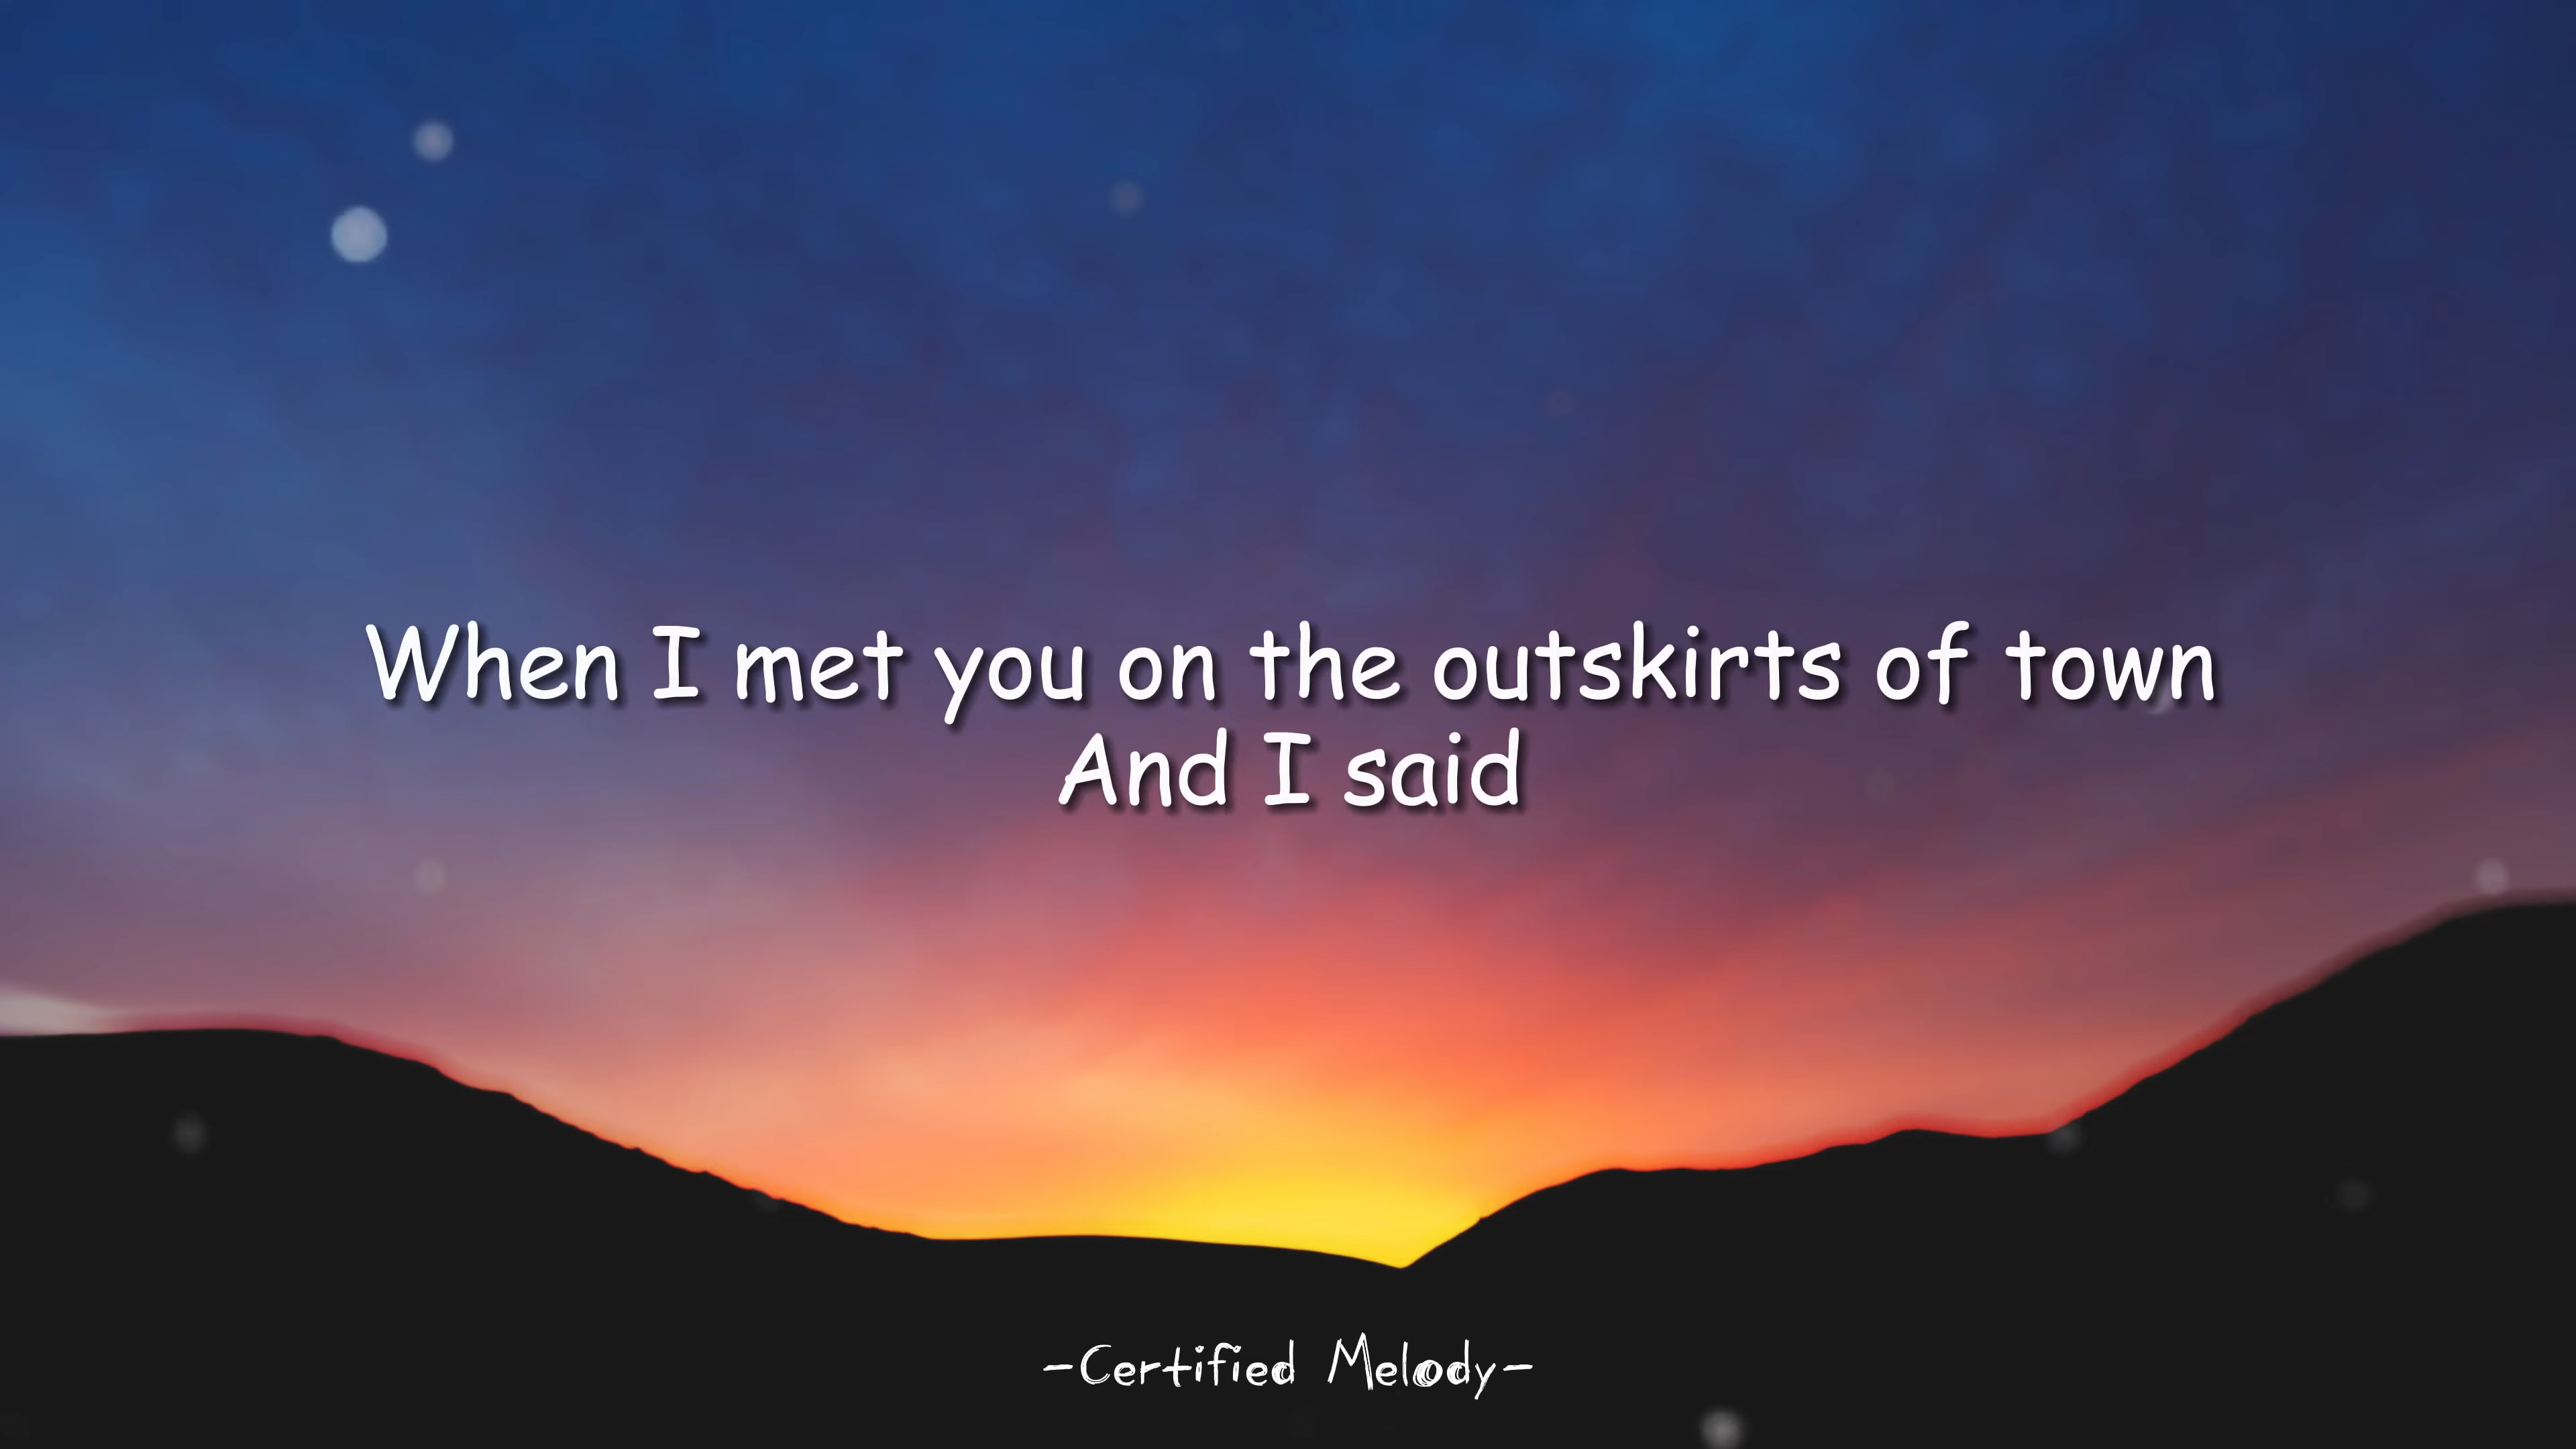 When I met you on the outskirts of town
And I said
-Certified Melody-